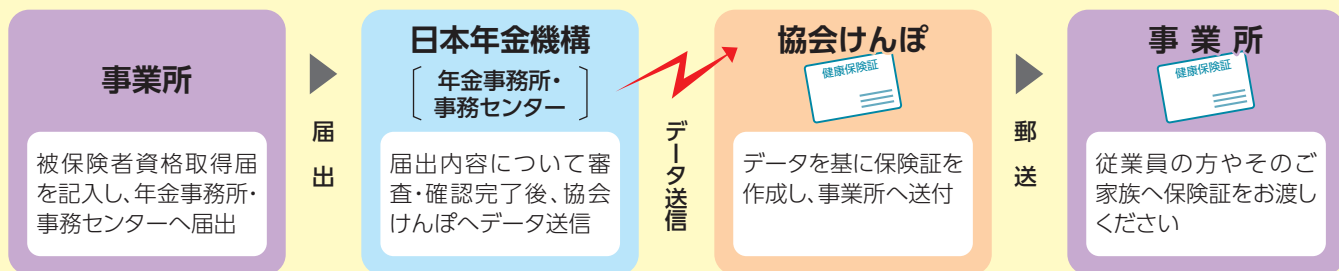 事業所
被保険者資格取得届
を記入し、年金事務所・
事務センターへ届出
届出
日本年金機構
年金事務所・
事務センター
届出内容について審
査・確認完了後、協会
けんぽへデータ送信
データ送信
協会けんぽ
健康保険証
データを基に保険証を
作成し、事業所へ送付
郵送
事業所
健康保険証
従業員の方やそのご
家族へ保険証をお渡し
ください